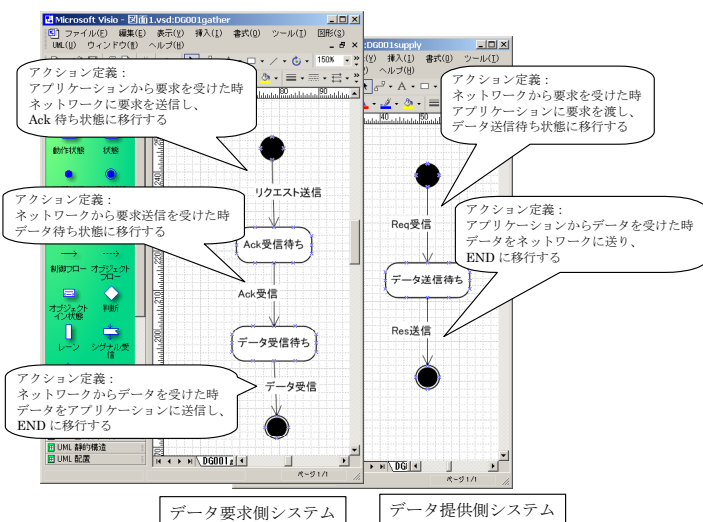 Microsoft Visio - [図面1.vsd:DG001gather
ファイル(F) 編集(E) 表示(V) 挿入(I) 書式(O) ツール(T) 図形(S)
UML(U) ウィンドウ(W) ヘルプ(H)
150%
アクション定義：
アプリケーションから要求を受けた時
ネットワークに要求を送信し、
Ack 待ち状態に移行する
80
90
動作状態 状態
リクエスト送信
アクション定義：
ネットワークから要求送信を受けた時
データ待ち状態に移行する
Ack受信待ち
制御フロー オブジェクト
フロー
Ack受信
オブジェクト
イン状態
判断
レーン シグナル受
信
データ受信待ち
アクション定義：
ネットワークからデータを受けた時
データをアプリケーションに送信し、
END に移行する
データ受信
UML 静的構造
UML 配置
DG001g
ページ1/1
データ要求側システム
DG001supply
(V) 挿入(I) 書式(O) ツール(T)
ヘルプ(H)
アクション定義：
ネットワークから要求を受けた時
アプリケーションに要求を渡し、
データ送信待ち状態に移行する
40
50
Req受信
アクション定義：
アプリケーションからデータを受けた時
データをネットワークに送り、
END に移行する
データ送信待ち
Res送信
DG
ページ1/1
データ提供側システム